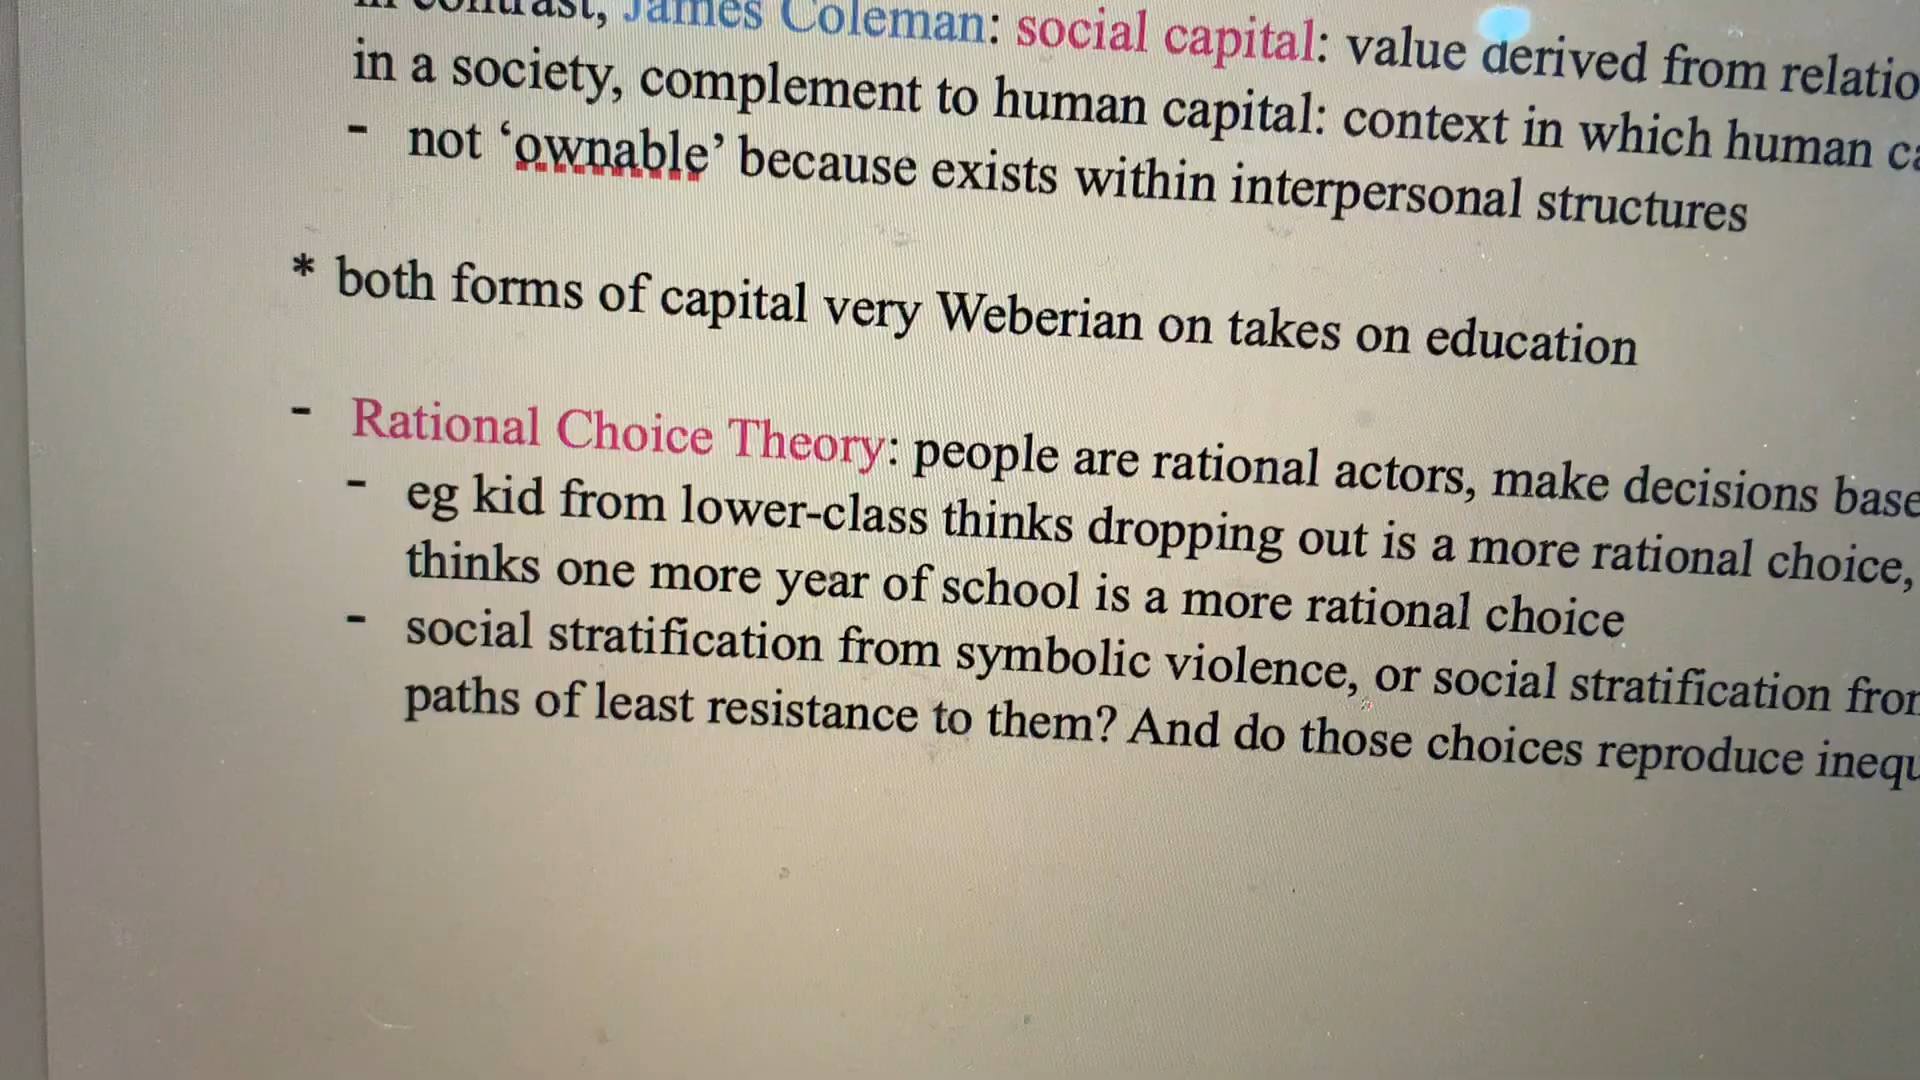 in contrast, James Coleman: social capital: value derived from
in a society, complement to human capital: context in which human
- not ‘ownable’ because exists within interpersonal structures
* both forms of capital very Weberian on takes on education
- Rational Choice Theory: people are rational actors, make decisions
- eg kid from lower-class thinks dropping out is a more rational choice,
thinks one more year of school is a more rational choice
- social stratification from symbolic violence, or social stratification
paths of least resistance to them? And do those choices reproduce